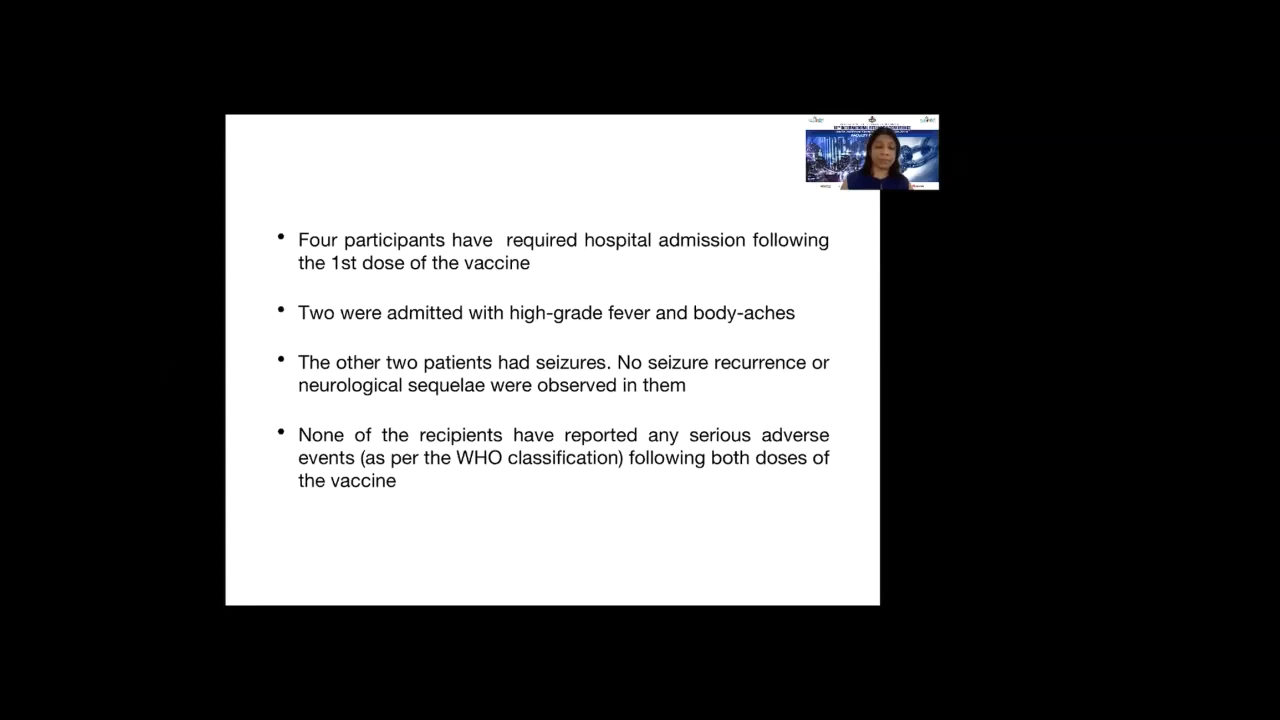 • Four participants have required hospital admission following
the 1st dose of the vaccine
• Two were admitted with high-grade fever and body-aches
• The other two patients had seizures. No seizure recurrence or
neurological sequelae were observed in them
• None of the recipients have reported any serious adverse
events (as per the WHO classification) following both doses of
the vaccine